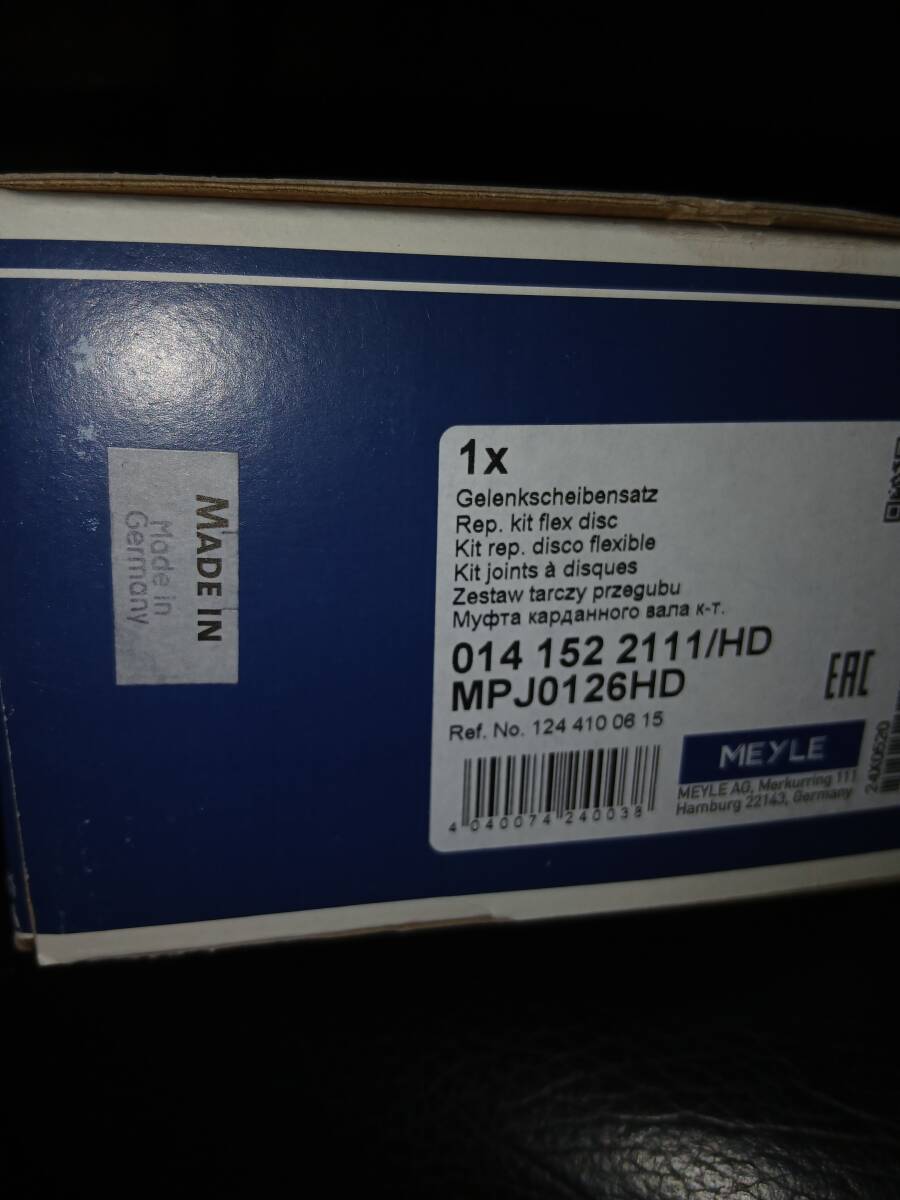 MADE IN
Made in
Germany
1x
Gelenkscheibensatz
Rep. kit flex disc
Kit rep. disco flexible
Kit joints à disques
Zestaw tarczy przegubu
Муфта карданного вала к-т.
014 152 2111/HD
MPJ0126HD
Ref. No. 124 410 06 15
EAC
MEYLE
MEYLE AG, Merkurring 111
Hamburg 22143, Germany
4 040074 240038
24X0520